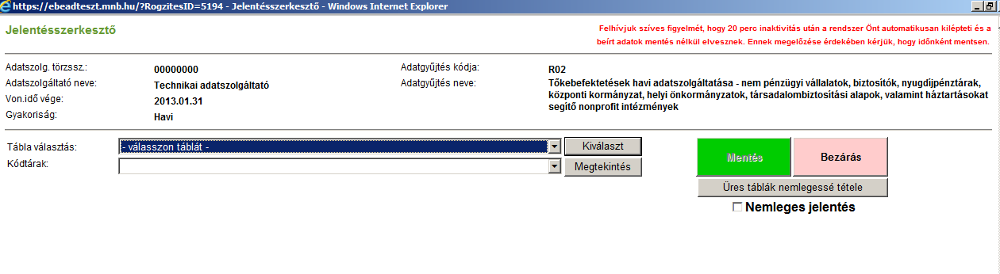 https://ebeadteszt.mnb.hu/?RogzitesID=5194 - Jelentésszerkesztő - Windows Internet Explorer
Jelentésszerkesztő
Felhívjuk szíves figyelmét, hogy 20 perc inaktivitás után a rendszer Önt automatikusan kilépteti és a
beírt adatok mentés nélkül elvesznek. Ennek megelőzése érdekében kérjük, hogy időnként mentsen.
Adatszolg. törzssz.: 00000000
Adatszolgáltató neve: Technikai adatszolgáltató
Von.idő vége: 2013.01.31
Gyakoriság: Havi
Adatgyűjtés kódja: R02
Adatgyűjtés neve: Tőkebefektetések havi adatszolgáltatása - nem pénzügyi vállalatok, biztosítók, nyugdíjpénztárak,
központi kormányzat, helyi önkormányzatok, társadalombiztosítási alapok, valamint háztartásokat
segítő nonprofit intézmények
Tábla választás: - válasszon táblát - Kiválaszt
Kódtárak: Megtekintés
Mentés Bezárás
Üres táblák nemlegessé tétele
Nemleges jelentés